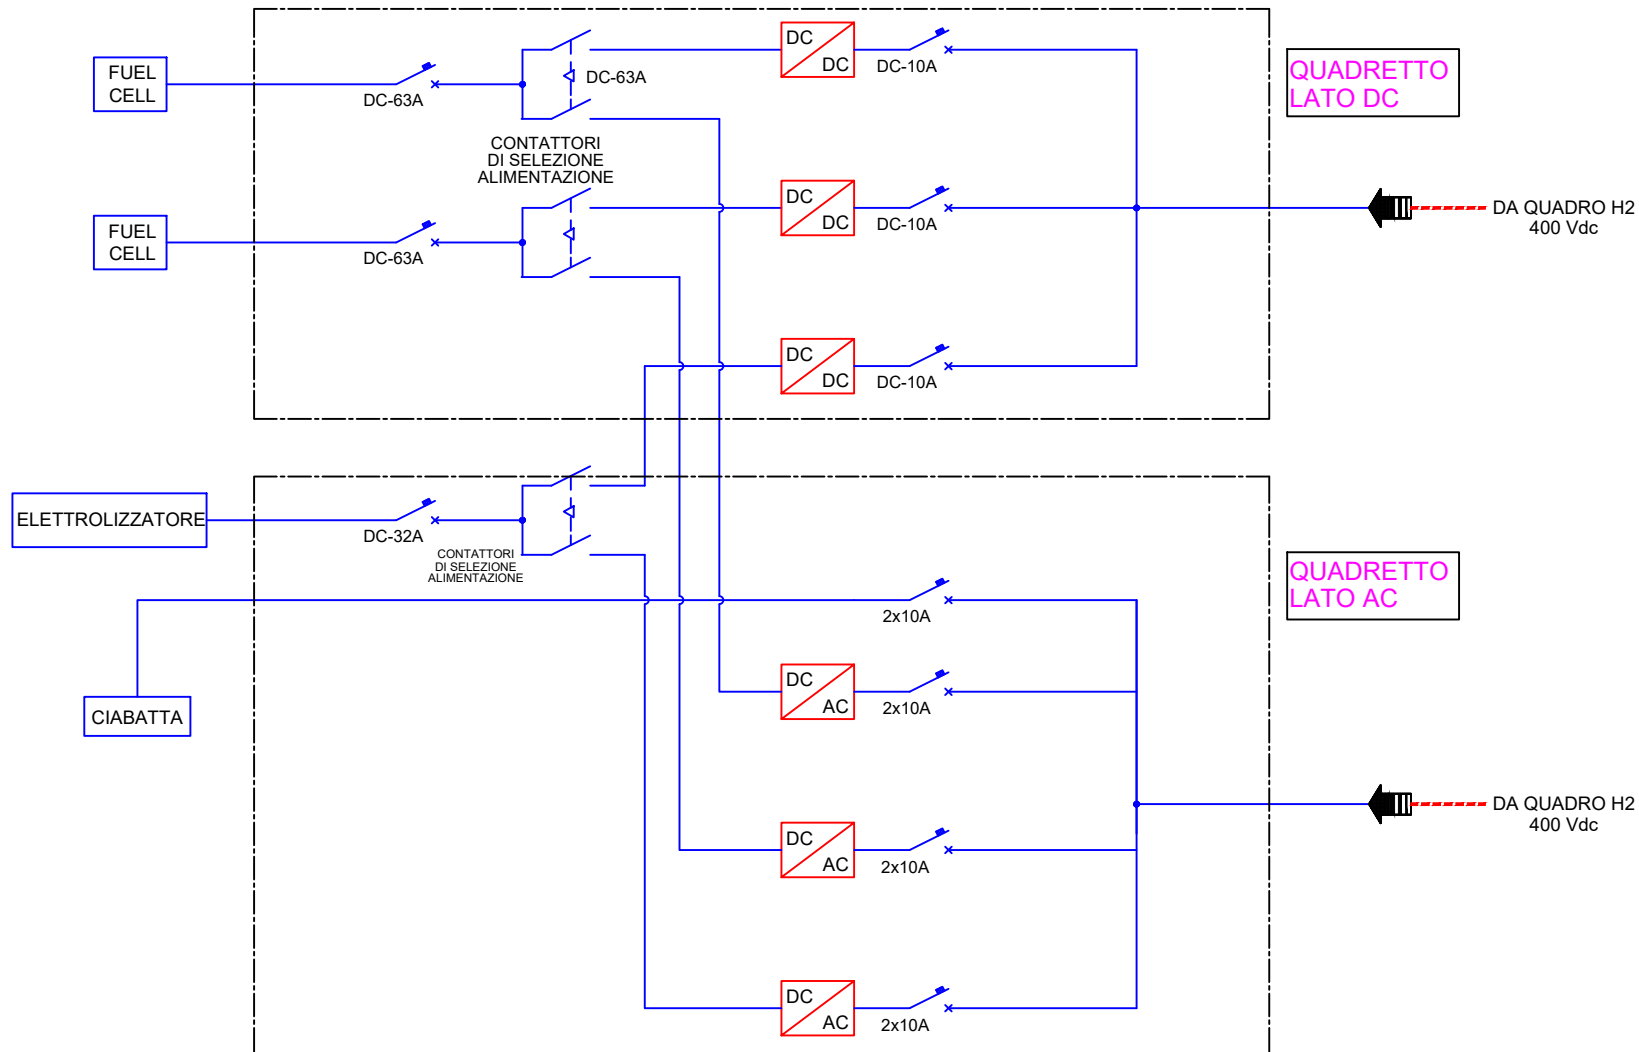 DC
DC
DC-10A
FUEL
CELL
DC-63A
DC-63A
QUADRETTO
LATO DC
CONTATTORI
DI SELEZIONE
ALIMENTAZIONE
DC
DC
DC-10A
FUEL
CELL
DC-63A
DA QUADRO H2
400 Vdc
DC
DC
DC-10A
ELETTROLIZZATORE
DC-32A
CONTATTORI
DI SELEZIONE
ALIMENTAZIONE
QUADRETTO
LATO AC
2x10A
CIABATTA
DC
AC
2x10A
DA QUADRO H2
400 Vdc
DC
AC
2x10A
DC
AC
2x10A